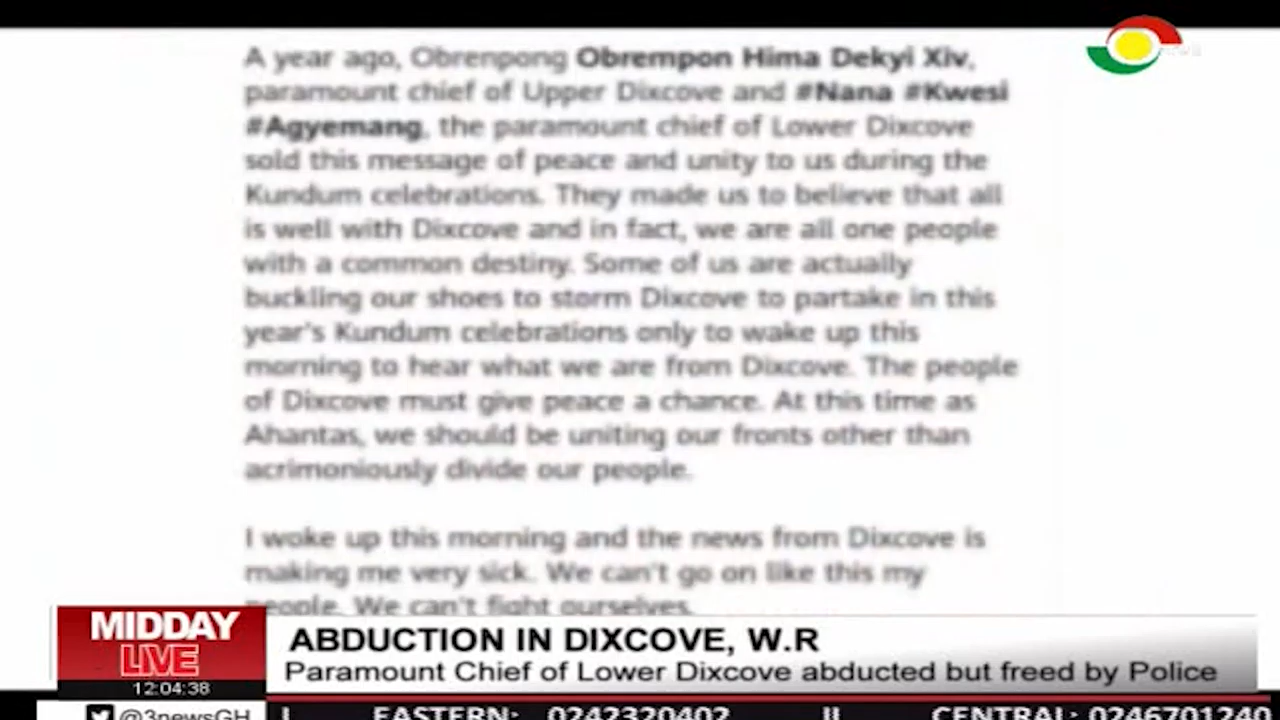 A year ago, Obrenpong Obrempon Hima Dekyi Xiv,
paramount chief of Upper Dixcove and #Nana #Kwesi
#Agyemang, the paramount chief of Lower Dixcove
sold this message of peace and unity to us during the
Kundum celebrations. They made us to believe that all
is well with Dixcove and in fact, we are all one people
with a common destiny. Some of us are actually
buckling our shoes to storm Dixcove to partake in this
year's Kundum celebrations only to wake up this
morning to hear what we are from Dixcove. The people
of Dixcove must give peace a chance. At this time as
Ahantas, we should be uniting our fronts other than
acrimoniously divide our people.
I woke up this morning and the news from Dixcove is
making me very sick. We can't go on like this my
people. We can't fight ourselves.
MIDDAY
LIVE
12:04:38
ABDUCTION IN DIXCOVE, W.R
Paramount Chief of Lower Dixcove abducted but freed by Police
@3newsGH
EASTERN: 0242320402 || CENTRAL: 0246701240